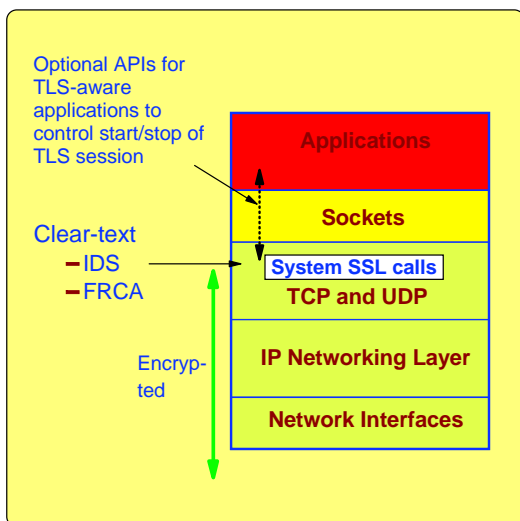 Optional APIs for
TLS-aware
applications to
control start/stop of
TLS session
Applications
Sockets
Clear-text
– IDS
– FRCA
System SSL calls
TCP and UDP
Encryp-
ted
IP Networking Layer
Network Interfaces